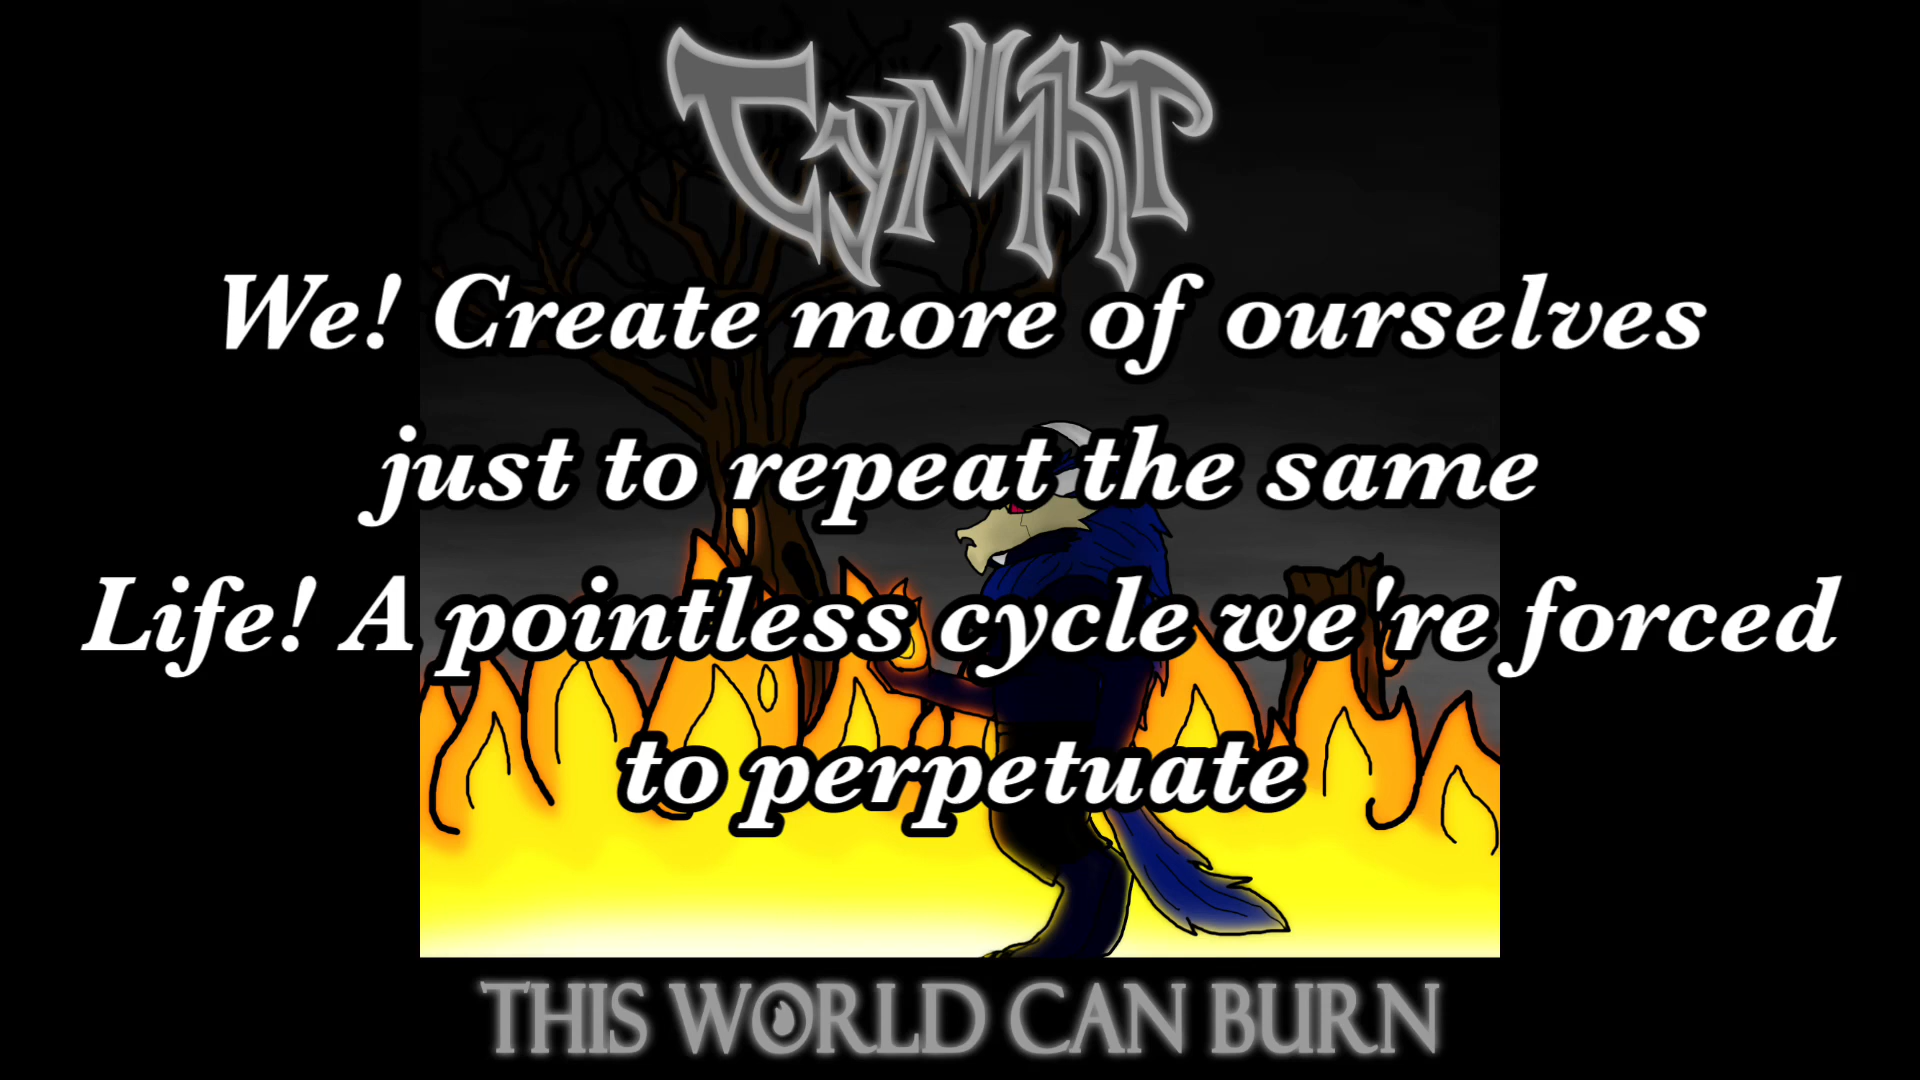 We! Create more of ourselves
just to repeat the same
Life! A pointless cycle we're forced
to perpetuate
THIS WORLD CAN BURN